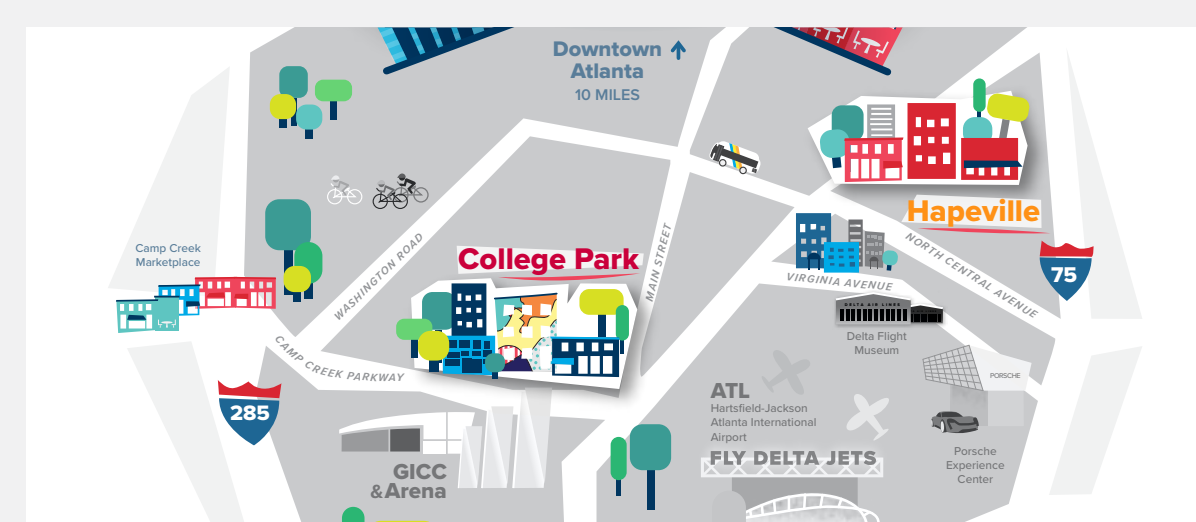 Downtown
Atlanta
10 MILES
Hapeville
NORTH CENTRAL AVENUE
75
Camp Creek
Marketplace
WASHINGTON ROAD
College Park
MAIN STREET
VIRGINIA AVENUE
DELTA AIR LINES
Delta Flight
Museum
CAMP CREEK PARKWAY
285
PORSCHE
ATL
Hartsfield-Jackson
Atlanta International
Airport
FLY DELTA JETS
Porsche
Experience
Center
GICC
& Arena